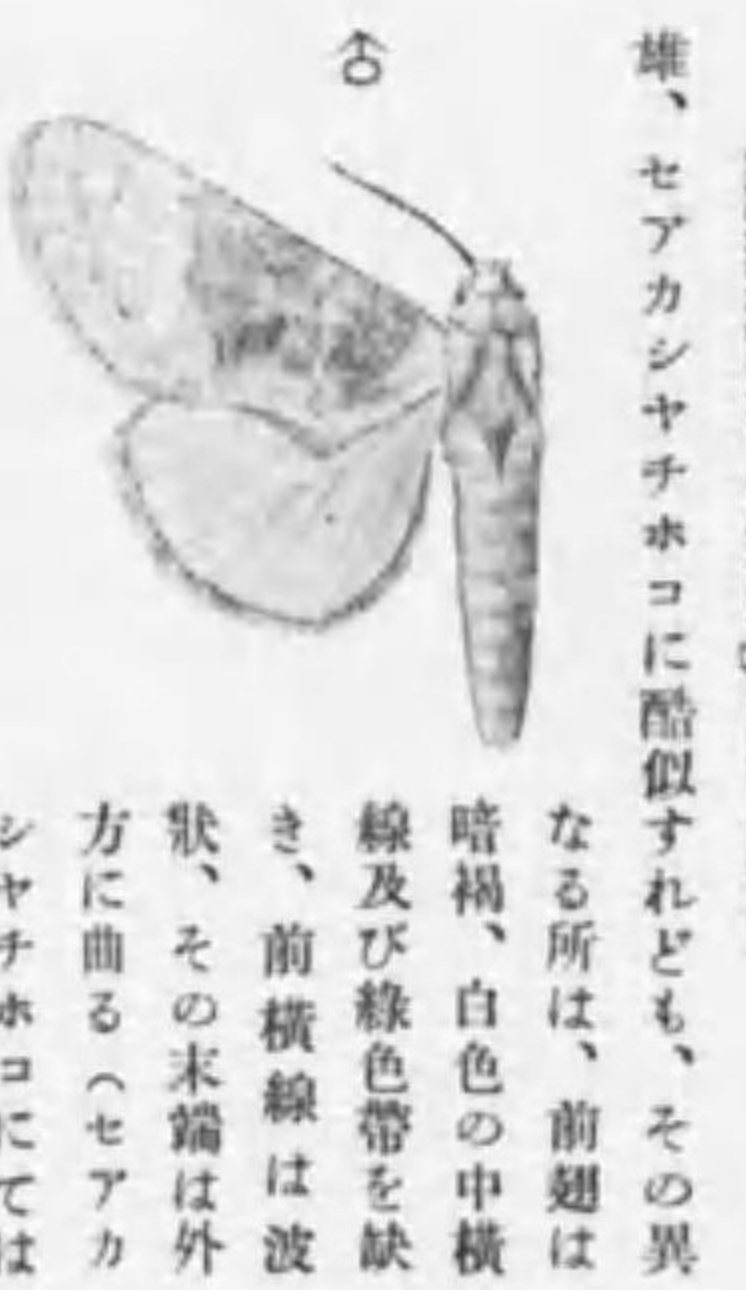 ♂
雄、セアカシヤチホコに酷似すれども、その異
なる所は、前翅は
暗褐、白色の中横
線及び綠色帶を缺
き、前横線は波
狀、その末端は外
方に曲る(セアカ
シヤチホコにては